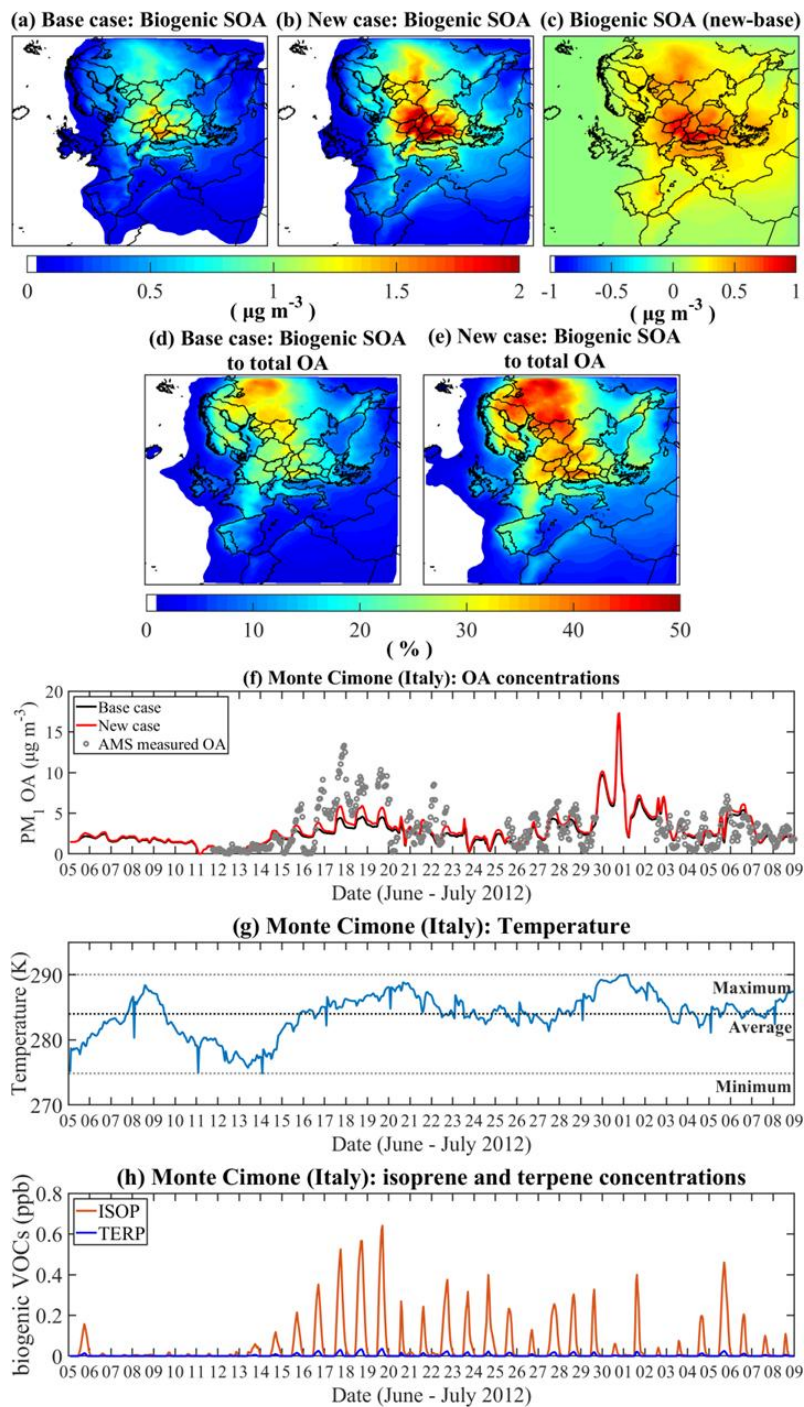 (a) Base case: Biogenic SOA (b) New case: Biogenic SOA (c) Biogenic SOA (new-base)
0 0.5 1 1.5 2 -1 -0.5 0 0.5 1
( µg m-3 ) ( µg m-3 )
(d) Base case: Biogenic SOA (e) New case: Biogenic SOA
to total OA to total OA
0 10 20 30 40 50
( % )
(f) Monte Cimone (Italy): OA concentrations
PM1 OA (µg m-3)
20
15
10
5
0
Base case
New case
AMS measured OA
05 06 07 08 09 10 11 12 13 14 15 16 17 18 19 20 21 22 23 24 25 26 27 28 29 30 01 02 03 04 05 06 07 08 09
Date (June - July 2012)
(g) Monte Cimone (Italy): Temperature
Temperature (K)
290
280
270
Maximum
Average
Minimum
05 06 07 08 09 10 11 12 13 14 15 16 17 18 19 20 21 22 23 24 25 26 27 28 29 30 01 02 03 04 05 06 07 08 09
Date (June - July 2012)
(h) Monte Cimone (Italy): isoprene and terpene concentrations
biogenic VOCs (ppb)
0.8
0.6
0.4
0.2
0
ISOP
TERP
05 06 07 08 09 10 11 12 13 14 15 16 17 18 19 20 21 22 23 24 25 26 27 28 29 30 01 02 03 04 05 06 07 08 09
Date (June - July 2012)